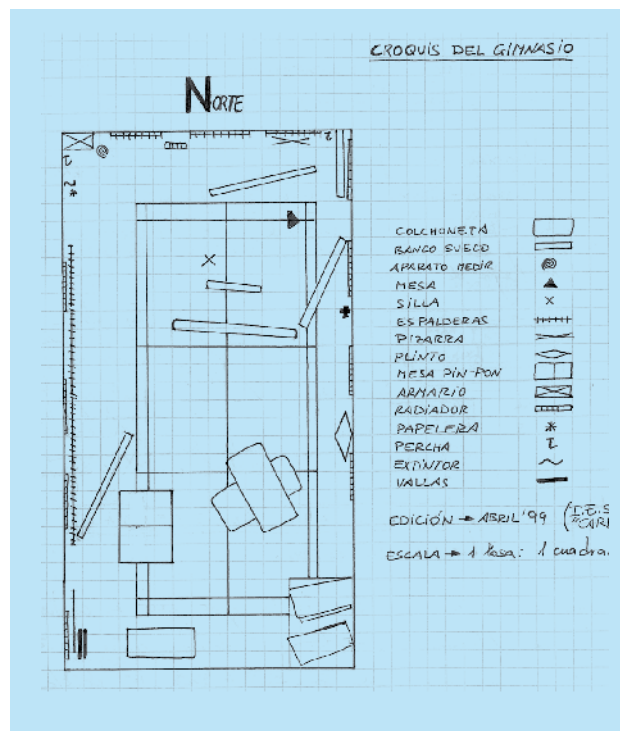 CROQUIS DEL GIMNASIO
NORTE
COLCHONETA
BANCO SUECO
APARATO MEDIR
MESA
SILLA
ESPALDERAS
PIZARRA
PLINTO
MESA PIN-PON
ARMARIO
RADIADOR
PAPELERA
PERCHA
EXTINTOR
VALLAS
EDICIÓN → ABRIL '99 (I.E.S
"CARI
ESCALA → 1 losa: 1 cuadra.